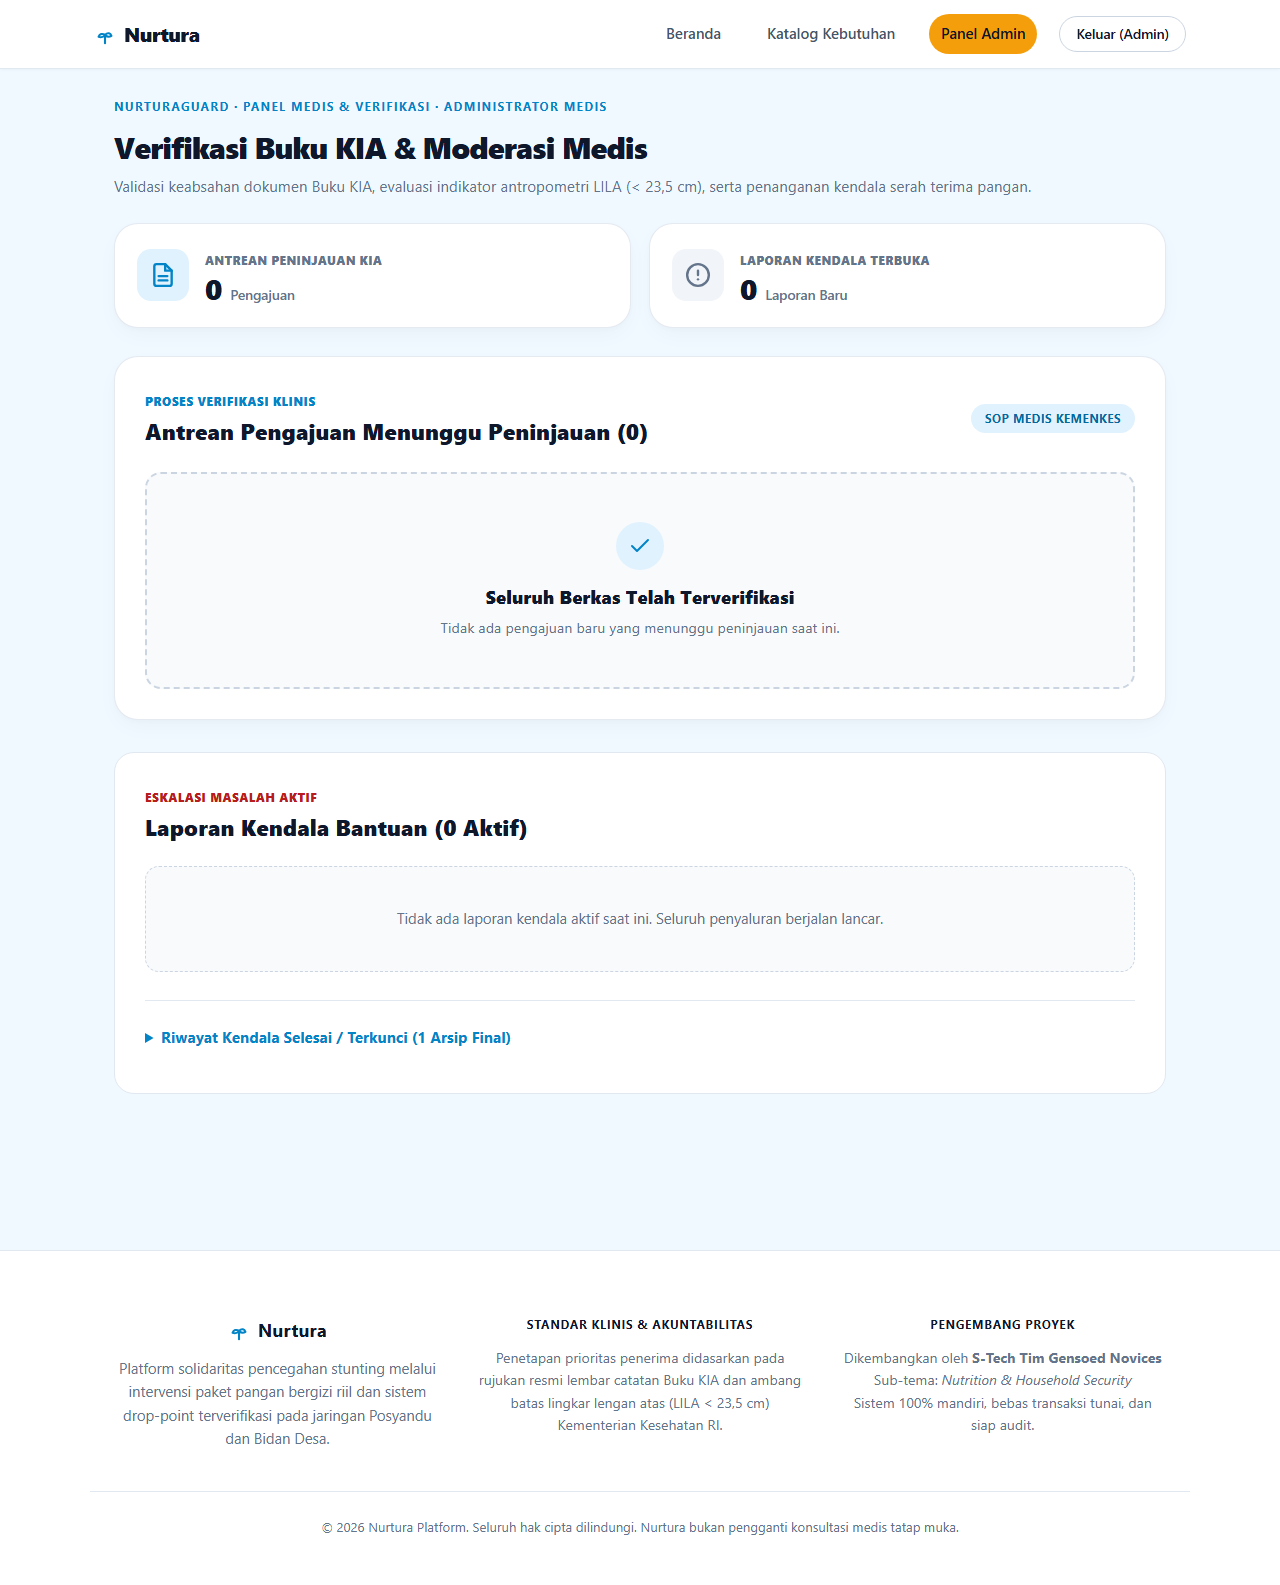 Nurtura
Beranda
Katalog Kebutuhan
Panel Admin
Keluar (Admin)
NURTURAGUARD · PANEL MEDIS & VERIFIKASI · ADMINISTRATOR MEDIS
Verifikasi Buku KIA & Moderasi Medis
Validasi keabsahan dokumen Buku KIA, evaluasi indikator antropometri LILA (< 23,5 cm), serta penanganan kendala serah terima pangan.
ANTREAN PENINJAUAN KIA
0 Pengajuan
LAPORAN KENDALA TERBUKA
0 Laporan Baru
PROSES VERIFIKASI KLINIS
Antrean Pengajuan Menunggu Peninjauan (0)
SOP MEDIS KEMENKES
Seluruh Berkas Telah Terverifikasi
Tidak ada pengajuan baru yang menunggu peninjauan saat ini.
ESKALASI MASALAH AKTIF
Laporan Kendala Bantuan (0 Aktif)
Tidak ada laporan kendala aktif saat ini. Seluruh penyaluran berjalan lancar.
Riwayat Kendala Selesai / Terkunci (1 Arsip Final)
Nurtura
Platform solidaritas pencegahan stunting melalui
intervensi paket pangan bergizi riil dan sistem
drop-point terverifikasi pada jaringan Posyandu
dan Bidan Desa.
STANDAR KLINIS & AKUNTABILITAS
Penetapan prioritas penerima didasarkan pada
rujukan resmi lembar catatan Buku KIA dan ambang
batas lingkar lengan atas (LILA < 23,5 cm)
Kementerian Kesehatan RI.
PENGEMBANG PROYEK
Dikembangkan oleh S-Tech Tim Gensoed Novices
Sub-tema: Nutrition & Household Security
Sistem 100% mandiri, bebas transaksi tunai, dan
siap audit.
© 2026 Nurtura Platform. Seluruh hak cipta dilindungi. Nurtura bukan pengganti konsultasi medis tatap muka.